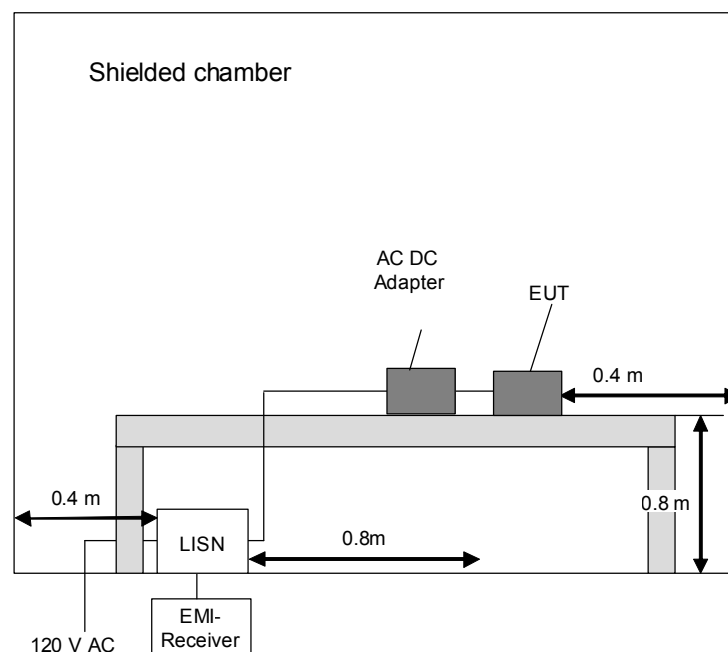 Shielded chamber
AC DC
Adapter
EUT
0.4 m
0.4 m
0.8 m
LISN
0.8m
EMI-
Receiver
120 V AC